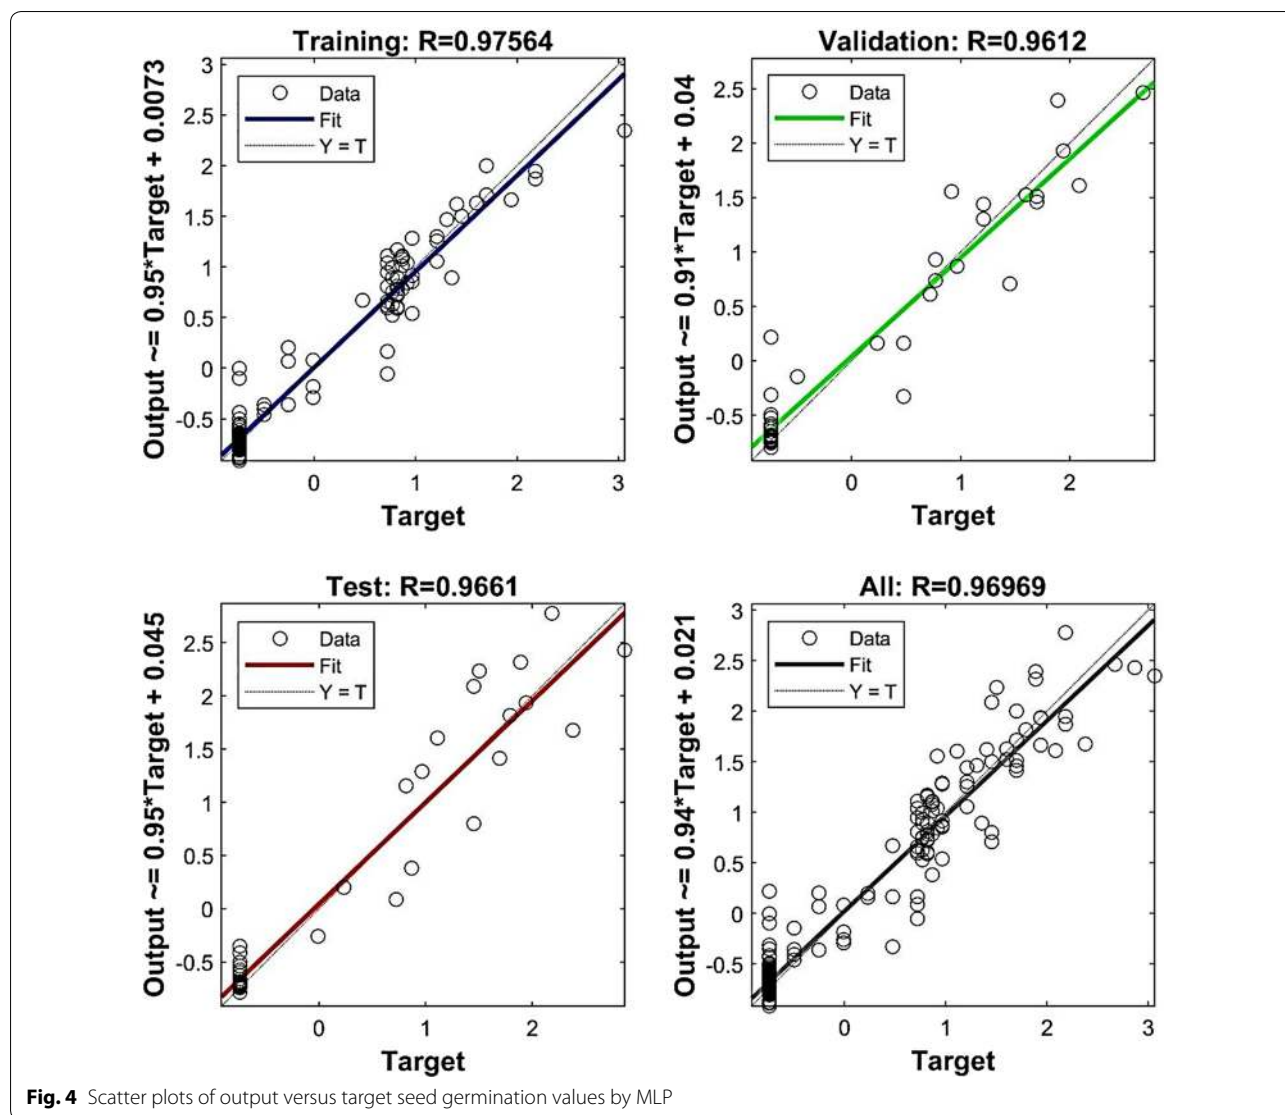 Training: R=0.97564
Output ~= 0.95*Target + 0.0073
3
2.5
2
1.5
1
0.5
0
-0.5
Data
Fit
Y = T
0 1 2 3
Target
Validation: R=0.9612
Output ~= 0.91*Target + 0.04
2.5
2
1.5
1
0.5
0
-0.5
Data
Fit
Y = T
0 1 2
Target
Test: R=0.9661
Output ~= 0.95*Target + 0.045
2.5
2
1.5
1
0.5
0
-0.5
Data
Fit
Y = T
0 1 2
Target
All: R=0.96969
Output ~= 0.94*Target + 0.021
3
2.5
2
1.5
1
0.5
0
-0.5
Data
Fit
Y = T
0 1 2 3
Target
Fig. 4 Scatter plots of output versus target seed germination values by MLP